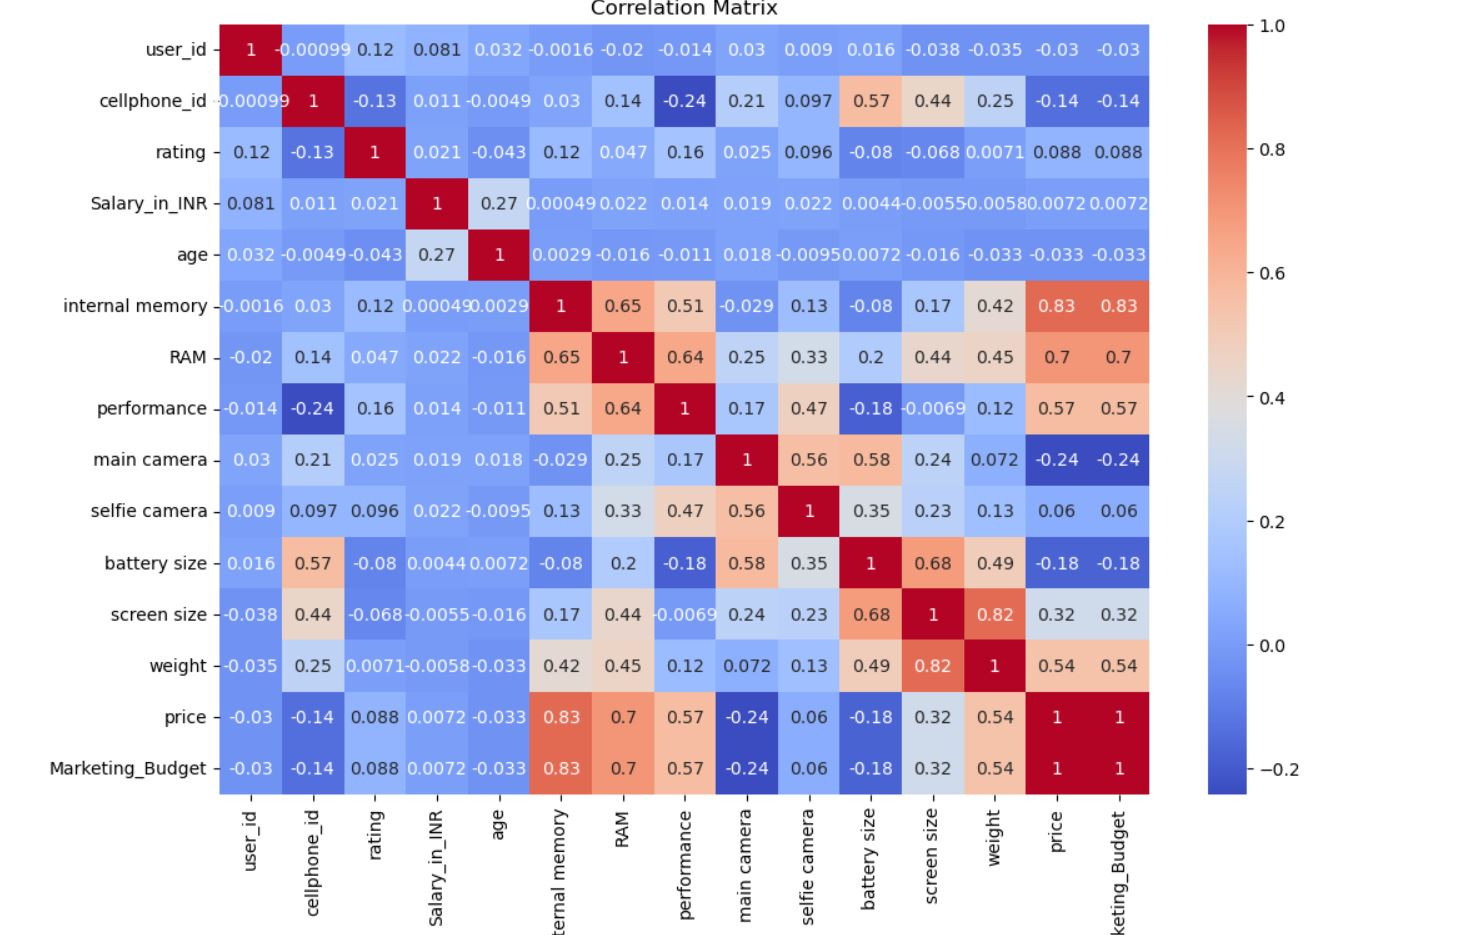 Correlation Matrix
user_id 1 -0.00099 0.12 0.081 0.032 -0.0016 -0.02 -0.014 0.03 0.009 0.016 -0.038 -0.035 -0.03 -0.03
cellphone_id -0.00099 1 -0.13 0.011 -0.0049 0.03 0.14 -0.24 0.21 0.097 0.57 0.44 0.25 -0.14 -0.14
rating 0.12 -0.13 1 0.021 -0.043 0.12 0.047 0.16 0.025 0.096 -0.08 -0.068 0.0071 0.088 0.088
Salary_in_INR 0.081 0.011 0.021 1 0.27 0.00049 0.022 0.014 0.019 0.022 0.0044 -0.0055 -0.0058 0.0072 0.0072
age 0.032 -0.0049 -0.043 0.27 1 0.0029 -0.016 -0.011 0.018 -0.0095 0.0072 -0.016 -0.033 -0.033 -0.033
internal memory -0.0016 0.03 0.12 0.00049 0.0029 1 0.65 0.51 -0.029 0.13 -0.08 0.17 0.42 0.83 0.83
RAM -0.02 0.14 0.047 0.022 -0.016 0.65 1 0.64 0.25 0.33 0.2 0.44 0.45 0.7 0.7
performance -0.014 -0.24 0.16 0.014 -0.011 0.51 0.64 1 0.17 0.47 -0.18 -0.0069 0.12 0.57 0.57
main camera 0.03 0.21 0.025 0.019 0.018 -0.029 0.25 0.17 1 0.56 0.58 0.24 0.072 -0.24 -0.24
selfie camera 0.009 0.097 0.096 0.022 -0.0095 0.13 0.33 0.47 0.56 1 0.35 0.23 0.13 0.06 0.06
battery size 0.016 0.57 -0.08 0.0044 0.0072 -0.08 0.2 -0.18 0.58 0.35 1 0.68 0.49 -0.18 -0.18
screen size -0.038 0.44 -0.068 -0.0055 -0.016 0.17 0.44 -0.0069 0.24 0.23 0.68 1 0.82 0.32 0.32
weight -0.035 0.25 0.0071 -0.0058 -0.033 0.42 0.45 0.12 0.072 0.13 0.49 0.82 1 0.54 0.54
price -0.03 -0.14 0.088 0.0072 -0.033 0.83 0.7 0.57 -0.24 0.06 -0.18 0.32 0.54 1 1
Marketing_Budget -0.03 -0.14 0.088 0.0072 -0.033 0.83 0.7 0.57 -0.24 0.06 -0.18 0.32 0.54 1 1
user_id
cellphone_id
rating
Salary_in_INR
age
ternal memory
RAM
performance
main camera
selfie camera
battery size
screen size
weight
price
keting_Budget
1.0
0.8
0.6
0.4
0.2
0.0
−0.2